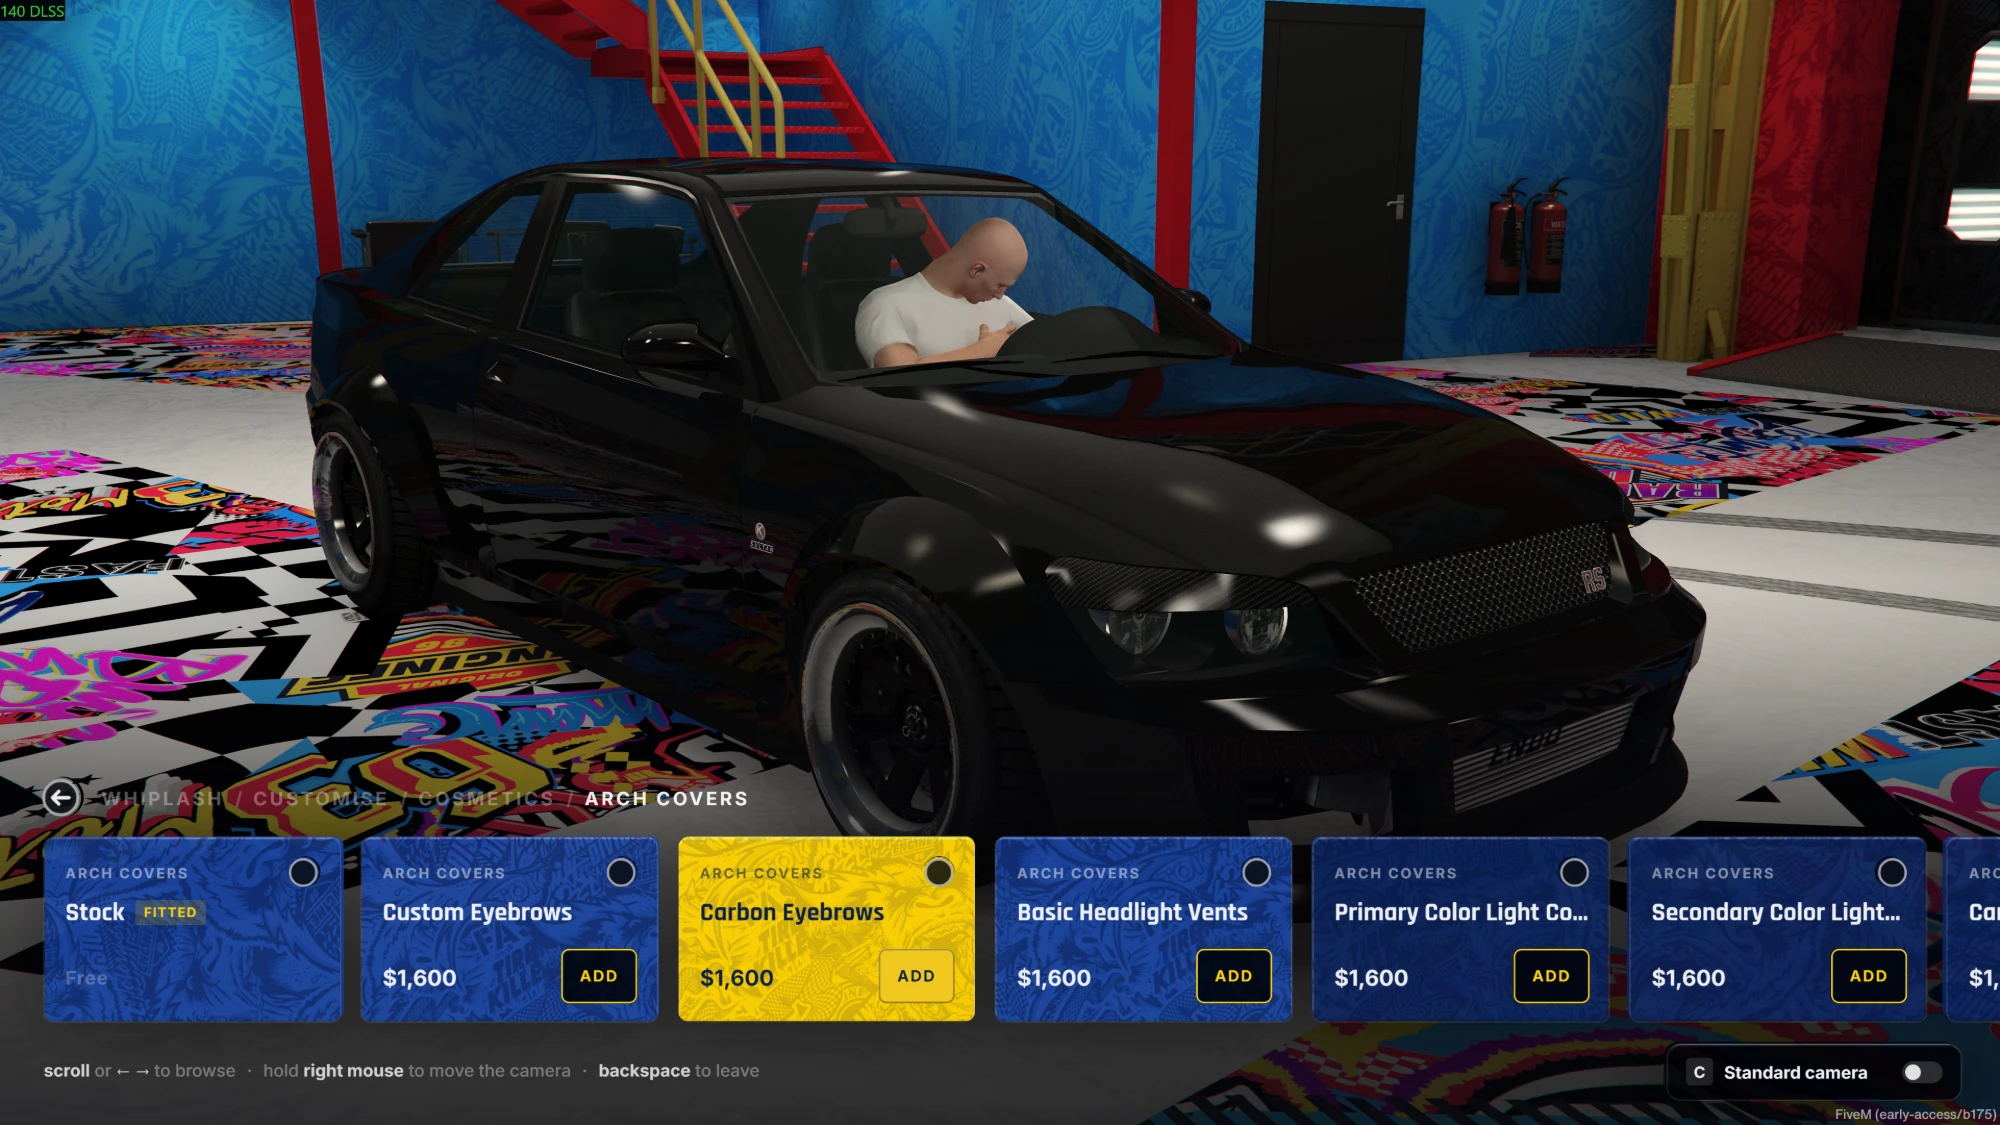 140 DLSS
RS
ENDO
WHIPLASH / CUSTOMISE / COSMETICS / ARCH COVERS
ARCH COVERS
Stock FITTED
Free
ARCH COVERS
Custom Eyebrows
$1,600 ADD
ARCH COVERS
Carbon Eyebrows
$1,600 ADD
ARCH COVERS
Basic Headlight Vents
$1,600 ADD
ARCH COVERS
Primary Color Light Co...
$1,600 ADD
ARCH COVERS
Secondary Color Light...
$1,600 ADD
scroll or ← → to browse · hold right mouse to move the camera · backspace to leave
C Standard camera
FiveM (early-access/b175)